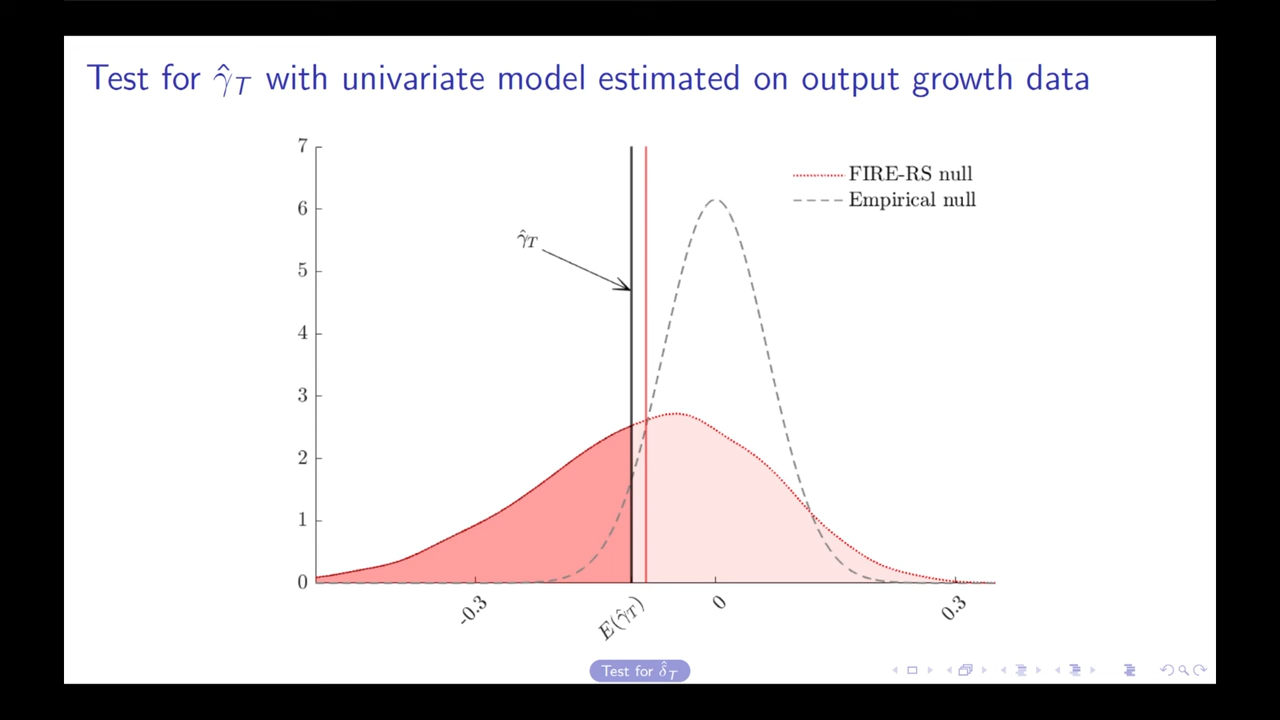 Test for γ̂_T with univariate model estimated on output growth data
7
FIRE-RS null
Empirical null
6
γ̂_T
5
4
3
2
1
0
-0.3
E(γ̂_T)
0
0.3
Test for δ̂_T